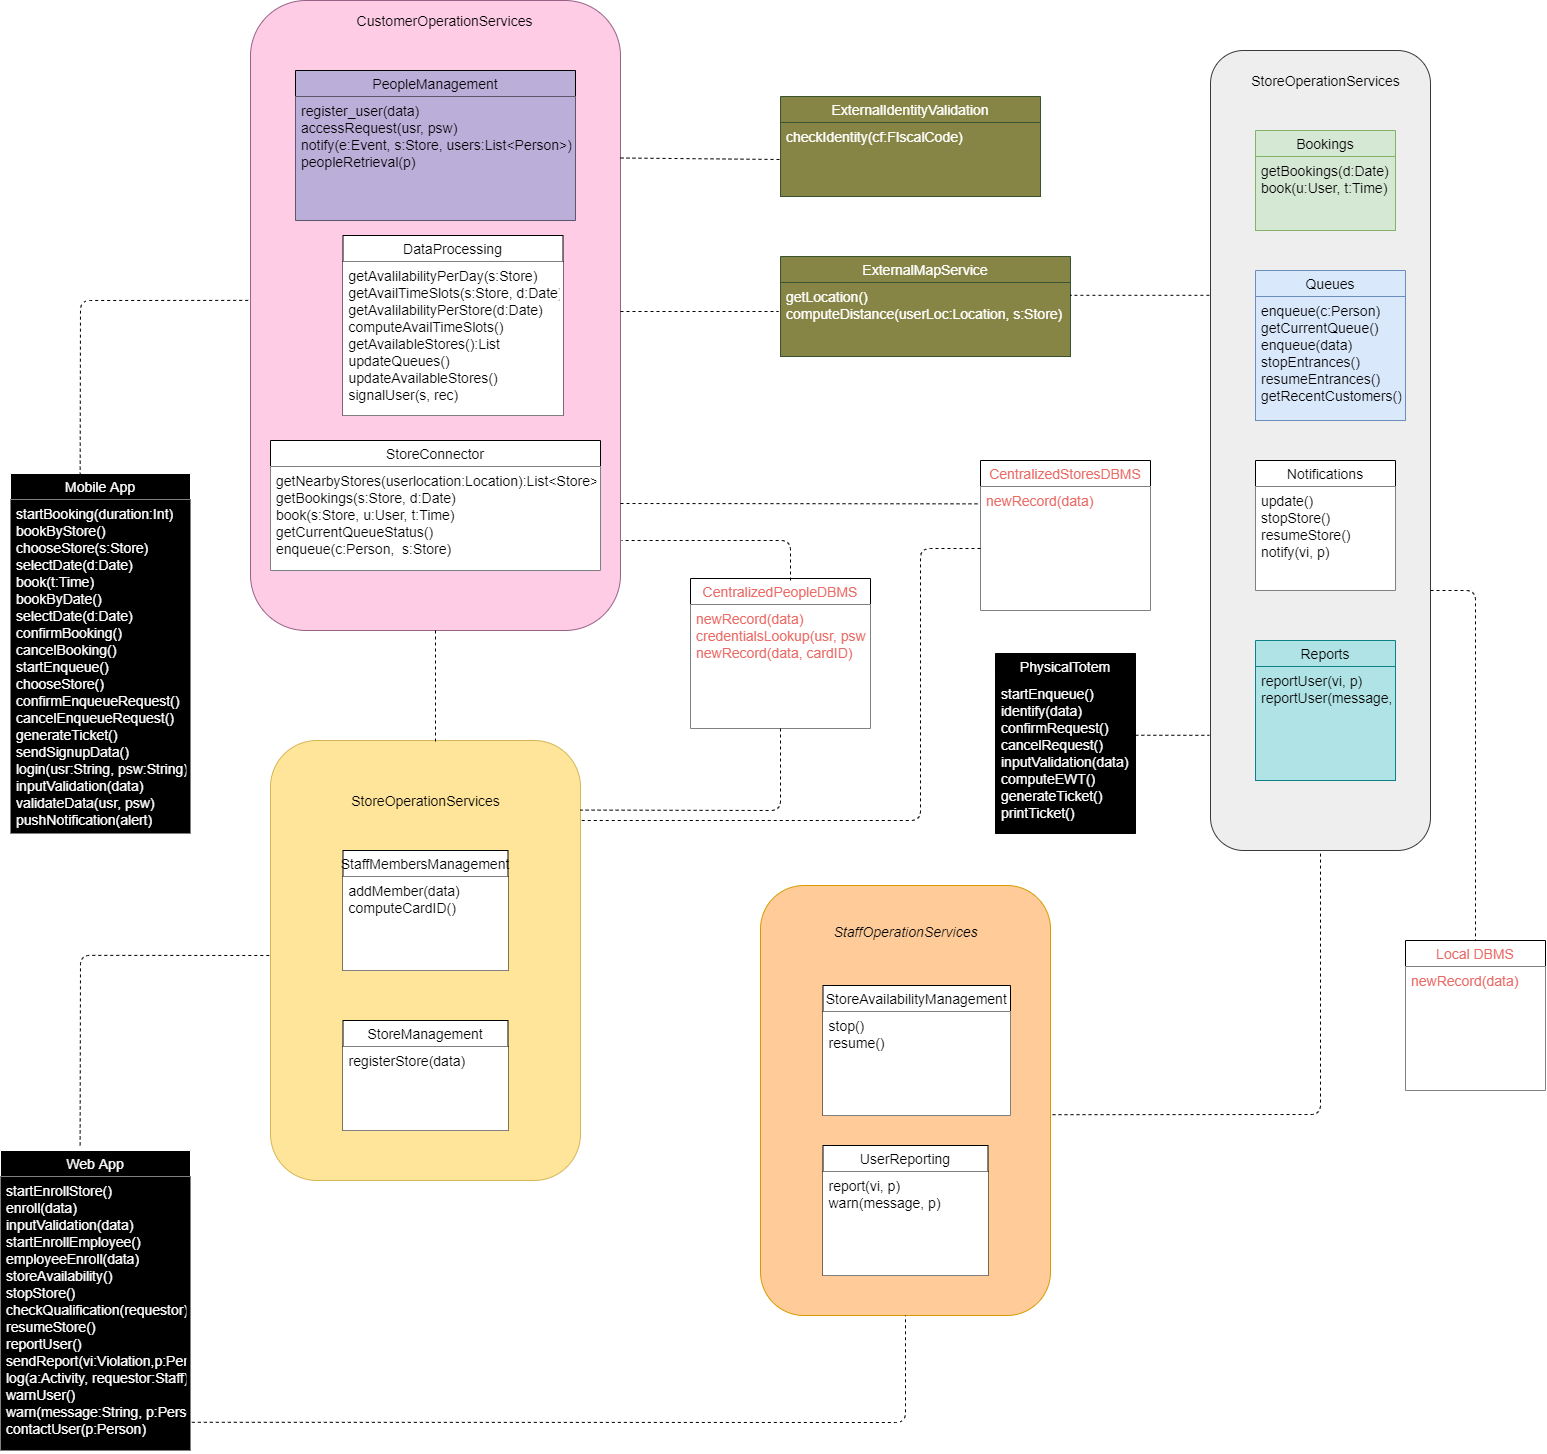 CustomerOperationServices
PeopleManagement
register_user(data)
accessRequest(usr, psw)
notify(e:Event, s:Store, users:List<Person>)
peopleRetrieval(p)
DataProcessing
getAvalilabilityPerDay(s:Store)
getAvailTimeSlots(s:Store, d:Date)
getAvalilabilityPerStore(d:Date)
computeAvailTimeSlots()
getAvailableStores():List
updateQueues()
updateAvailableStores()
signalUser(s, rec)
StoreConnector
getNearbyStores(userlocation:Location):List<Store>
getBookings(s:Store, d:Date)
book(s:Store, u:User, t:Time)
getCurrentQueueStatus()
enqueue(c:Person,  s:Store)
ExternalIdentityValidation
checkIdentity(cf:FIscalCode)
ExternalMapService
getLocation()
computeDistance(userLoc:Location, s:Store)
StoreOperationServices
Bookings
getBookings(d:Date)
book(u:User, t:Time)
Queues
enqueue(c:Person)
getCurrentQueue()
enqueue(data)
stopEntrances()
resumeEntrances()
getRecentCustomers()
Notifications
update()
stopStore()
resumeStore()
notify(vi, p)
Reports
reportUser(vi, p)
reportUser(message,
Mobile App
startBooking(duration:Int)
bookByStore()
chooseStore(s:Store)
selectDate(d:Date)
book(t:Time)
bookByDate()
selectDate(d:Date)
confirmBooking()
cancelBooking()
startEnqueue()
chooseStore()
confirmEnqueueRequest()
cancelEnqueueRequest()
generateTicket()
sendSignupData()
login(usr:String, psw:String)
inputValidation(data)
validateData(usr, psw)
pushNotification(alert)
CentralizedStoresDBMS
newRecord(data)
CentralizedPeopleDBMS
newRecord(data)
credentialsLookup(usr, psw
newRecord(data, cardID)
PhysicalTotem
startEnqueue()
identify(data)
confirmRequest()
cancelRequest()
inputValidation(data)
computeEWT()
generateTicket()
printTicket()
StoreOperationServices
StaffMembersManagement
addMember(data)
computeCardID()
StoreManagement
registerStore(data)
StaffOperationServices
StoreAvailabilityManagement
stop()
resume()
UserReporting
report(vi, p)
warn(message, p)
Local DBMS
newRecord(data)
Web App
startEnrollStore()
enroll(data)
inputValidation(data)
startEnrollEmployee()
employeeEnroll(data)
storeAvailability()
stopStore()
checkQualification(requestor)
resumeStore()
reportUser()
sendReport(vi:Violation,p:Per
log(a:Activity, requestor:Staff)
warnUser()
warn(message:String, p:Pers
contactUser(p:Person)